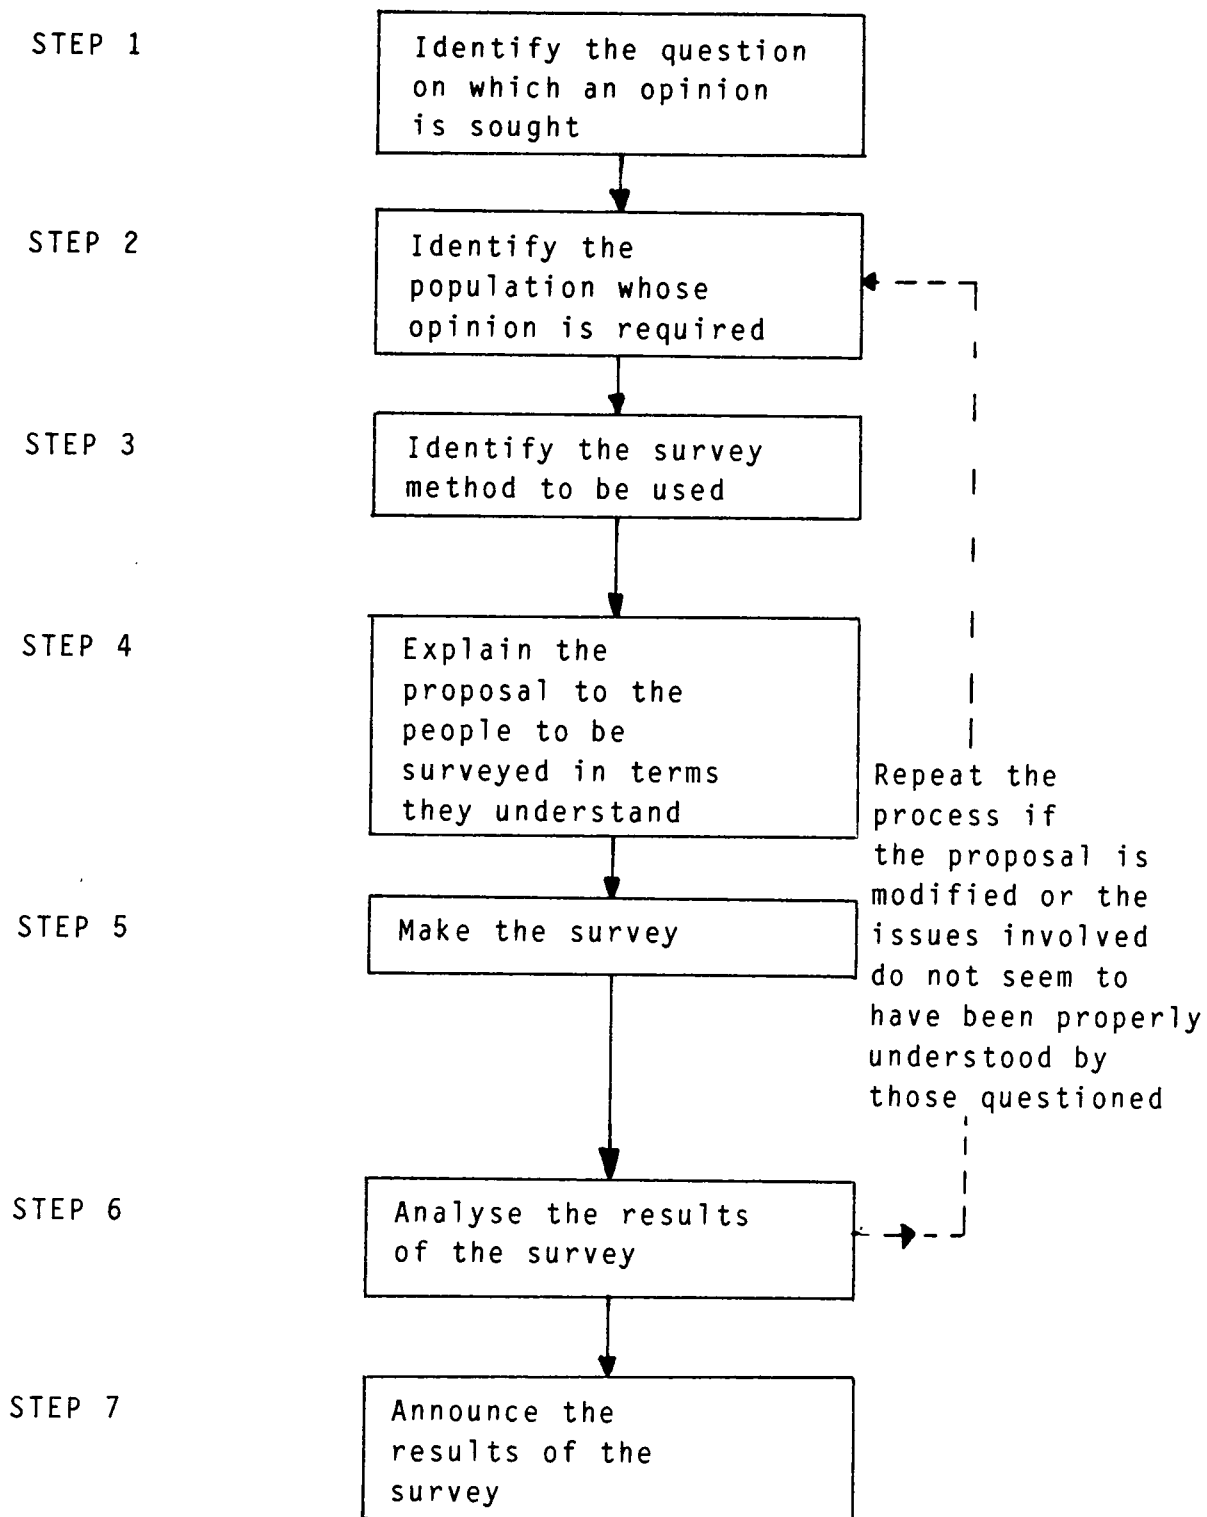 STEP 1
Identify the question
on which an opinion
is sought
STEP 2
Identify the
population whose
opinion is required
STEP 3
Identify the survey
method to be used
STEP 4
Explain the
proposal to the
people to be
surveyed in terms
they understand
Repeat the
process if
the proposal is
modified or the
issues involved
do not seem to
have been properly
understood by
those questioned
STEP 5
Make the survey
STEP 6
Analyse the results
of the survey
STEP 7
Announce the
results of the
survey